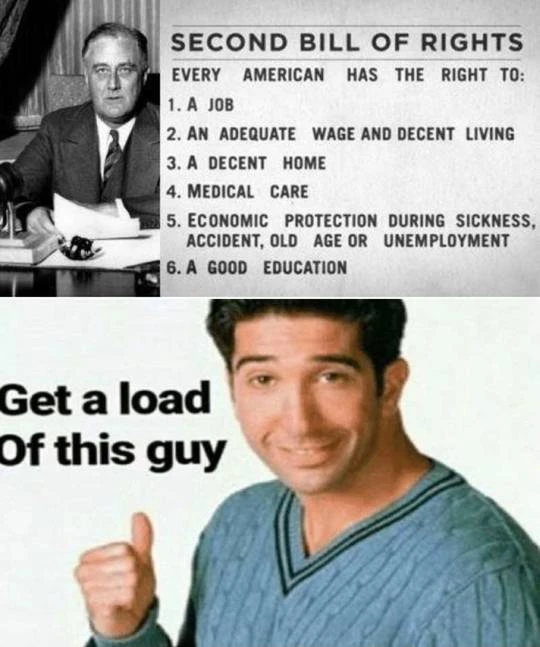 SECOND BILL OF RIGHTS
EVERY AMERICAN HAS THE RIGHT TO:
1. A JOB
2. AN ADEQUATE WAGE AND DECENT LIVING
3. A DECENT HOME
4. MEDICAL CARE
5. ECONOMIC PROTECTION DURING SICKNESS,
ACCIDENT, OLD AGE OR UNEMPLOYMENT
6. A GOOD EDUCATION
Get a load
Of this guy